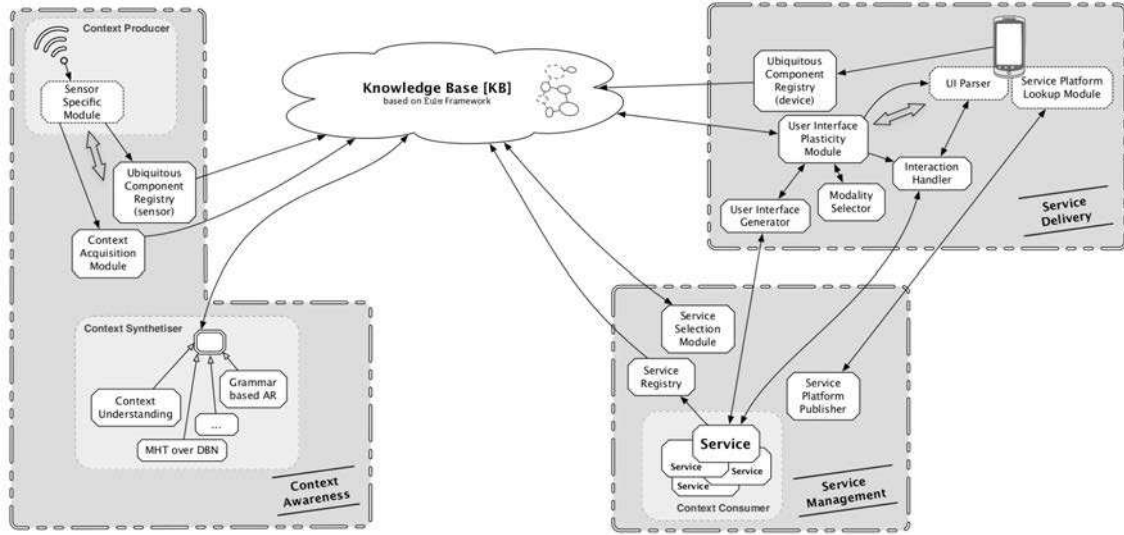 Context Producer
Sensor
Specific
Module
Ubiquitous
Component
Registry
(sensor)
Context
Acquisition
Module
Context Synthetiser
Grammar
based AR
Context
Understanding
...
MHT over DBN
Context
Awareness
Knowledge Base [KB]
based on Euler Framework
Ubiquitous
Component
Registry
(device)
UI Parser
Service Platform
Lookup Module
User Interface
Plasticity
Module
Interaction
Handler
Modality
Selector
User Interface
Generator
Service
Delivery
Service
Selection
Module
Service
Registry
Service
Platform
Publisher
Service
Service
Service
Service
Context Consumer
Service
Management